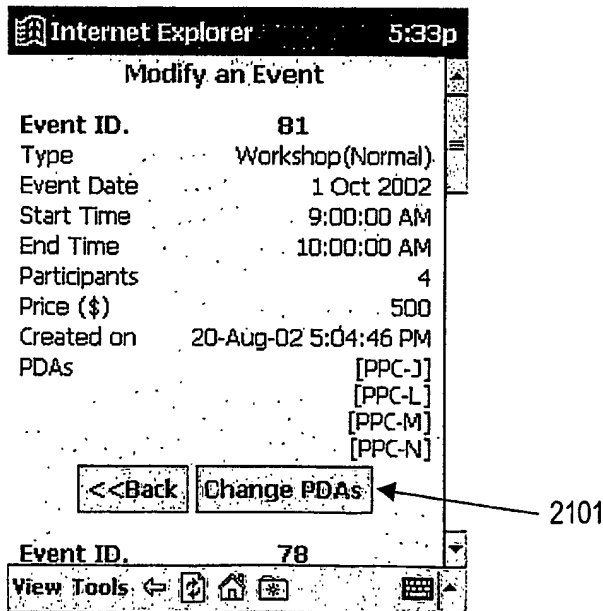 Internet Explorer 5:33p
Modify an Event
Event ID. 81
Type Workshop(Normal)
Event Date 1 Oct 2002
Start Time 9:00:00 AM
End Time 10:00:00 AM
Participants 4
Price ($) 500
Created on 20-Aug-02 5:04:46 PM
PDAs [PPC-J]
[PPC-L]
[PPC-M]
[PPC-N]
<<Back Change PDAs
2101
Event ID. 78
View Tools